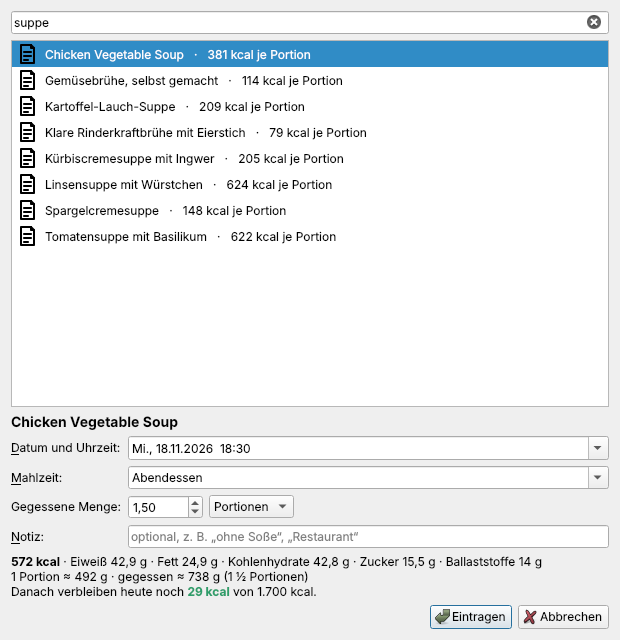 suppe
Chicken Vegetable Soup · 381 kcal je Portion
Gemüsebrühe, selbst gemacht · 114 kcal je Portion
Kartoffel-Lauch-Suppe · 209 kcal je Portion
Klare Rinderkraftbrühe mit Eierstich · 79 kcal je Portion
Kürbiscremesuppe mit Ingwer · 205 kcal je Portion
Linsensuppe mit Würstchen · 624 kcal je Portion
Spargelcremesuppe · 148 kcal je Portion
Tomatensuppe mit Basilikum · 622 kcal je Portion
Chicken Vegetable Soup
Datum und Uhrzeit: Mi., 18.11.2026 18:30
Mahlzeit: Abendessen
Gegessene Menge: 1,50 Portionen
Notiz: optional, z. B. „ohne Soße“, „Restaurant“
572 kcal · Eiweiß 42,9 g · Fett 24,9 g · Kohlenhydrate 42,8 g · Zucker 15,5 g · Ballaststoffe 14 g
1 Portion ≈ 492 g · gegessen ≈ 738 g (1 ½ Portionen)
Danach verbleiben heute noch 29 kcal von 1.700 kcal.
Eintragen Abbrechen